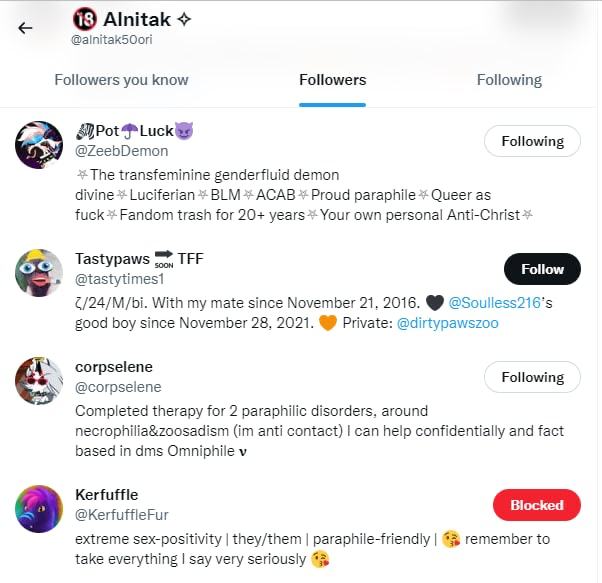 ← 🔞 Alnitak ✧
@alnitak50ori
Followers you know Followers Following
🦓Pot☂Luck😈 Following
@ZeebDemon
⛧The transfeminine genderfluid demon
divine⛧Luciferian⛧BLM⛧ACAB⛧Proud paraphile⛧Queer as
fuck⛧Fandom trash for 20+ years⛧Your own personal Anti-Christ⛧
Tastypaws 🔜 TFF Follow
@tastytimes1
ζ/24/M/bi. With my mate since November 21, 2016. 🖤 @Soulless216's
good boy since November 28, 2021. 🧡 Private: @dirtypawszoo
corpselene Following
@corpselene
Completed therapy for 2 paraphilic disorders, around
necrophilia&zoosadism (im anti contact) I can help confidentially and fact
based in dms Omniphile ν
Kerfuffle Blocked
@KerfuffleFur
extreme sex-positivity | they/them | paraphile-friendly | 😘 remember to
take everything I say very seriously 😘